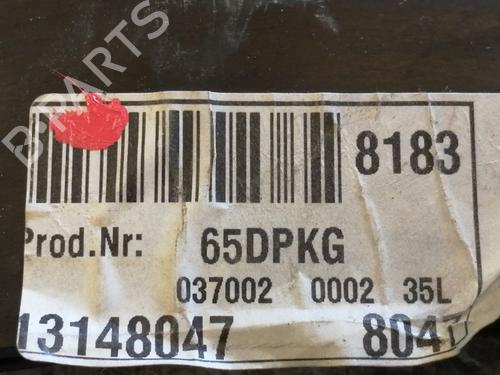 B-PARTS
8183
Prod.Nr: 65DPKG
037002 0002 35L
13148047 8047